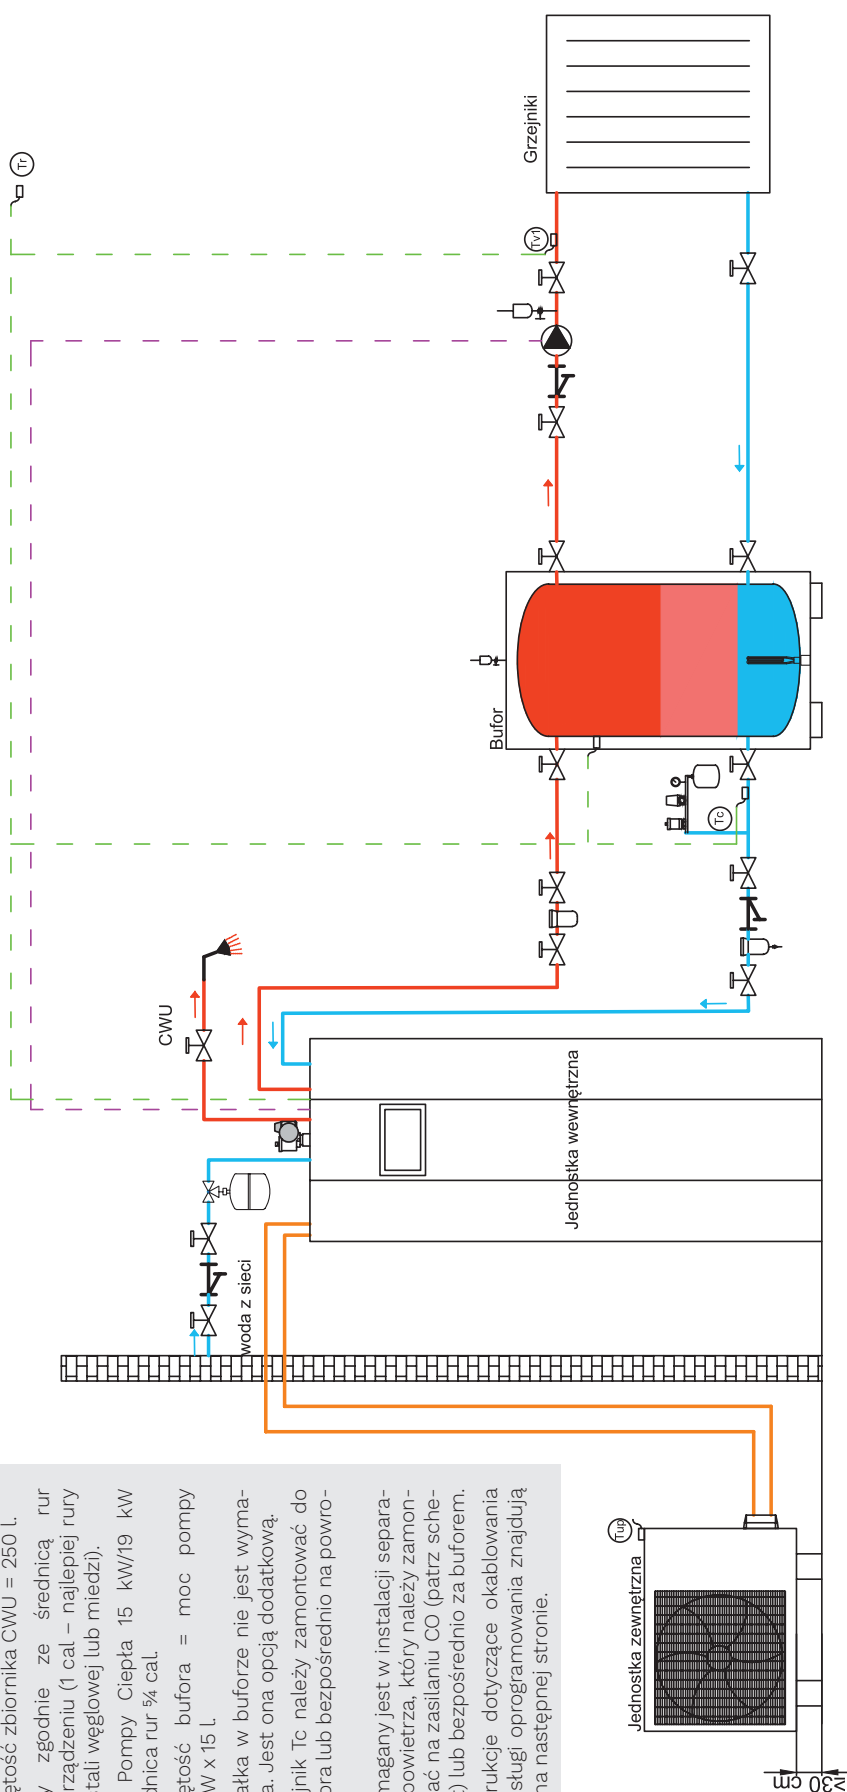 ętość zbiornika CWU = 250 l.
y zgodnie ze średnicą rur
rządzeniu (1 cal – najlepiej rury
tali węglowej lub miedzi).
Pompy Ciepła 15 kW/19 kW
dnica rur 5⁄4 cal.
ętość bufora = moc pompy
W x 15 l.
ałka w buforze nie jest wyma-
a. Jest ona opcją dodatkową.
jnik Tc należy zamontować do
ora lub bezpośrednio na powro-
magany jest w instalacji separa-
powietrza, który należy zamon-
ać na zasilaniu CO (patrz sche-
) lub bezpośrednio za buforem.
rukcje dotyczące okablowania
sługi oprogramowania znajdują
na następnej stronie.
Jednostka zewnętrzna
Tup
≥30 cm
woda z sieci
CWU
Jednostka wewnętrzna
Bufor
Tc
Tv1
Tr
Grzejniki